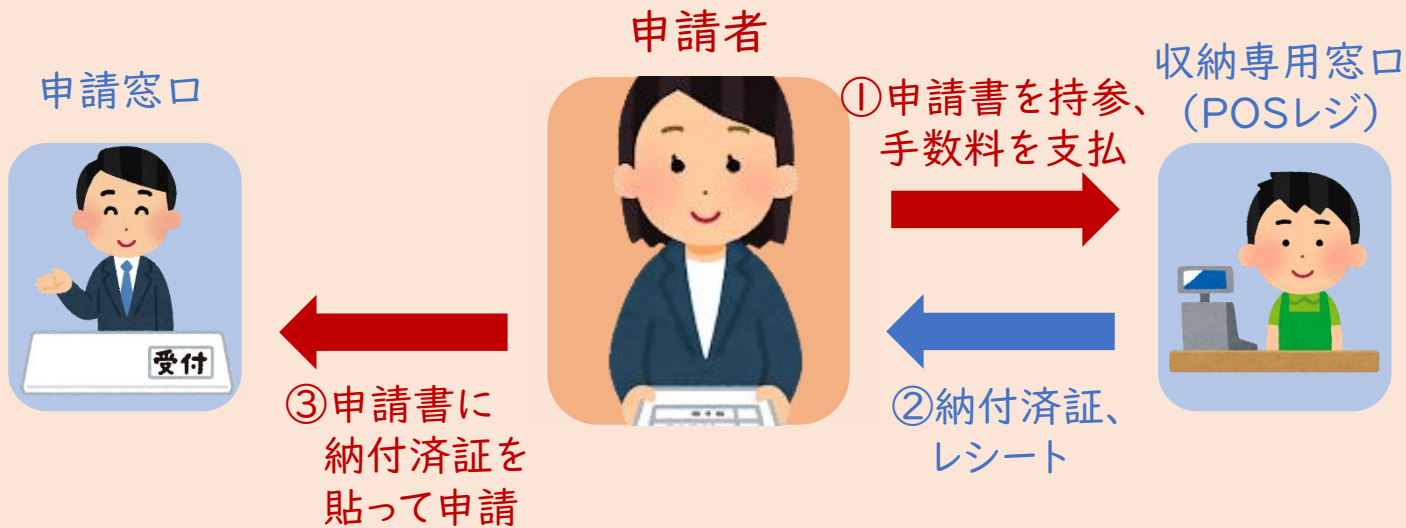 申請者
申請窓口
収納専用窓口
(POSレジ)
①申請書を持参、
手数料を支払
受付
②納付済証、
レシート
③申請書に
納付済証を
貼って申請